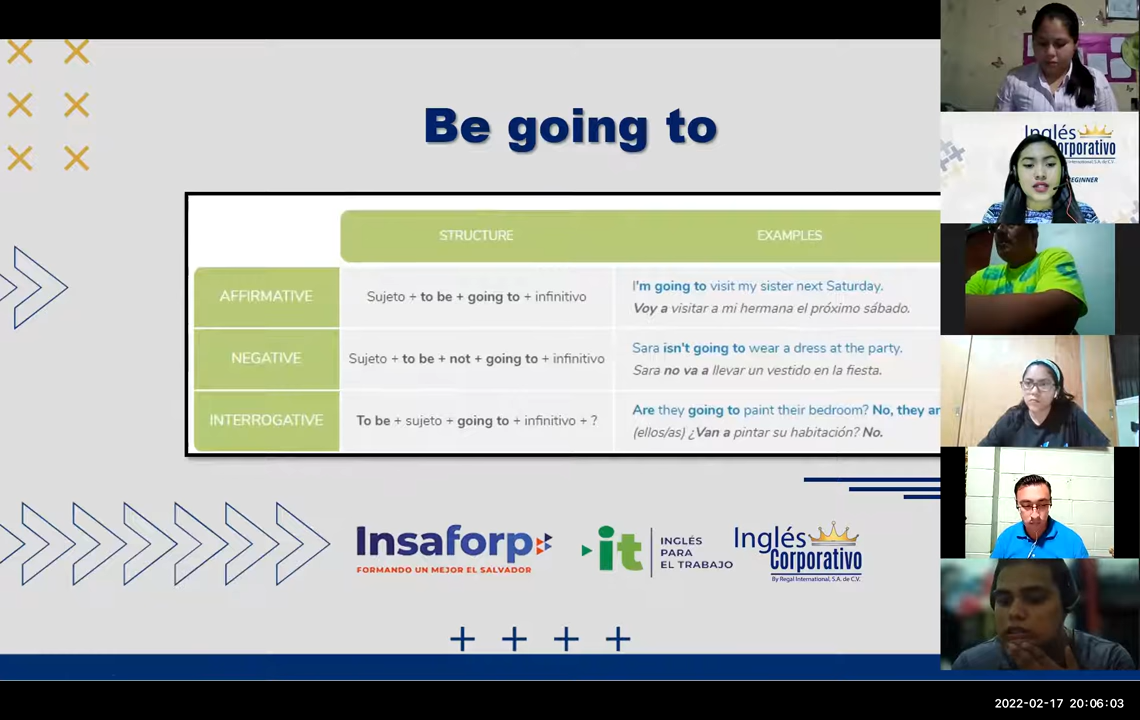 Be going to
STRUCTURE
EXAMPLES
AFFIRMATIVE
Sujeto + to be + going to + infinitivo
I'm going to visit my sister next Saturday.
Voy a visitar a mi hermana el próximo sábado.
NEGATIVE
Sujeto + to be + not + going to + infinitivo
Sara isn't going to wear a dress at the party.
Sara no va a llevar un vestido en la fiesta.
INTERROGATIVE
To be + sujeto + going to + infinitivo + ?
Are they going to paint their bedroom? No, they ar
(ellos/as) ¿Van a pintar su habitación? No.
Insaforp
FORMANDO UN MEJOR EL SALVADOR
it
INGLÉS
PARA
EL TRABAJO
Inglés
Corporativo
By Regal International, S.A. de C.V.
Inglés
orporativo
International, S.A. de C.V.
EGINNER
2022-02-17 20:06:03